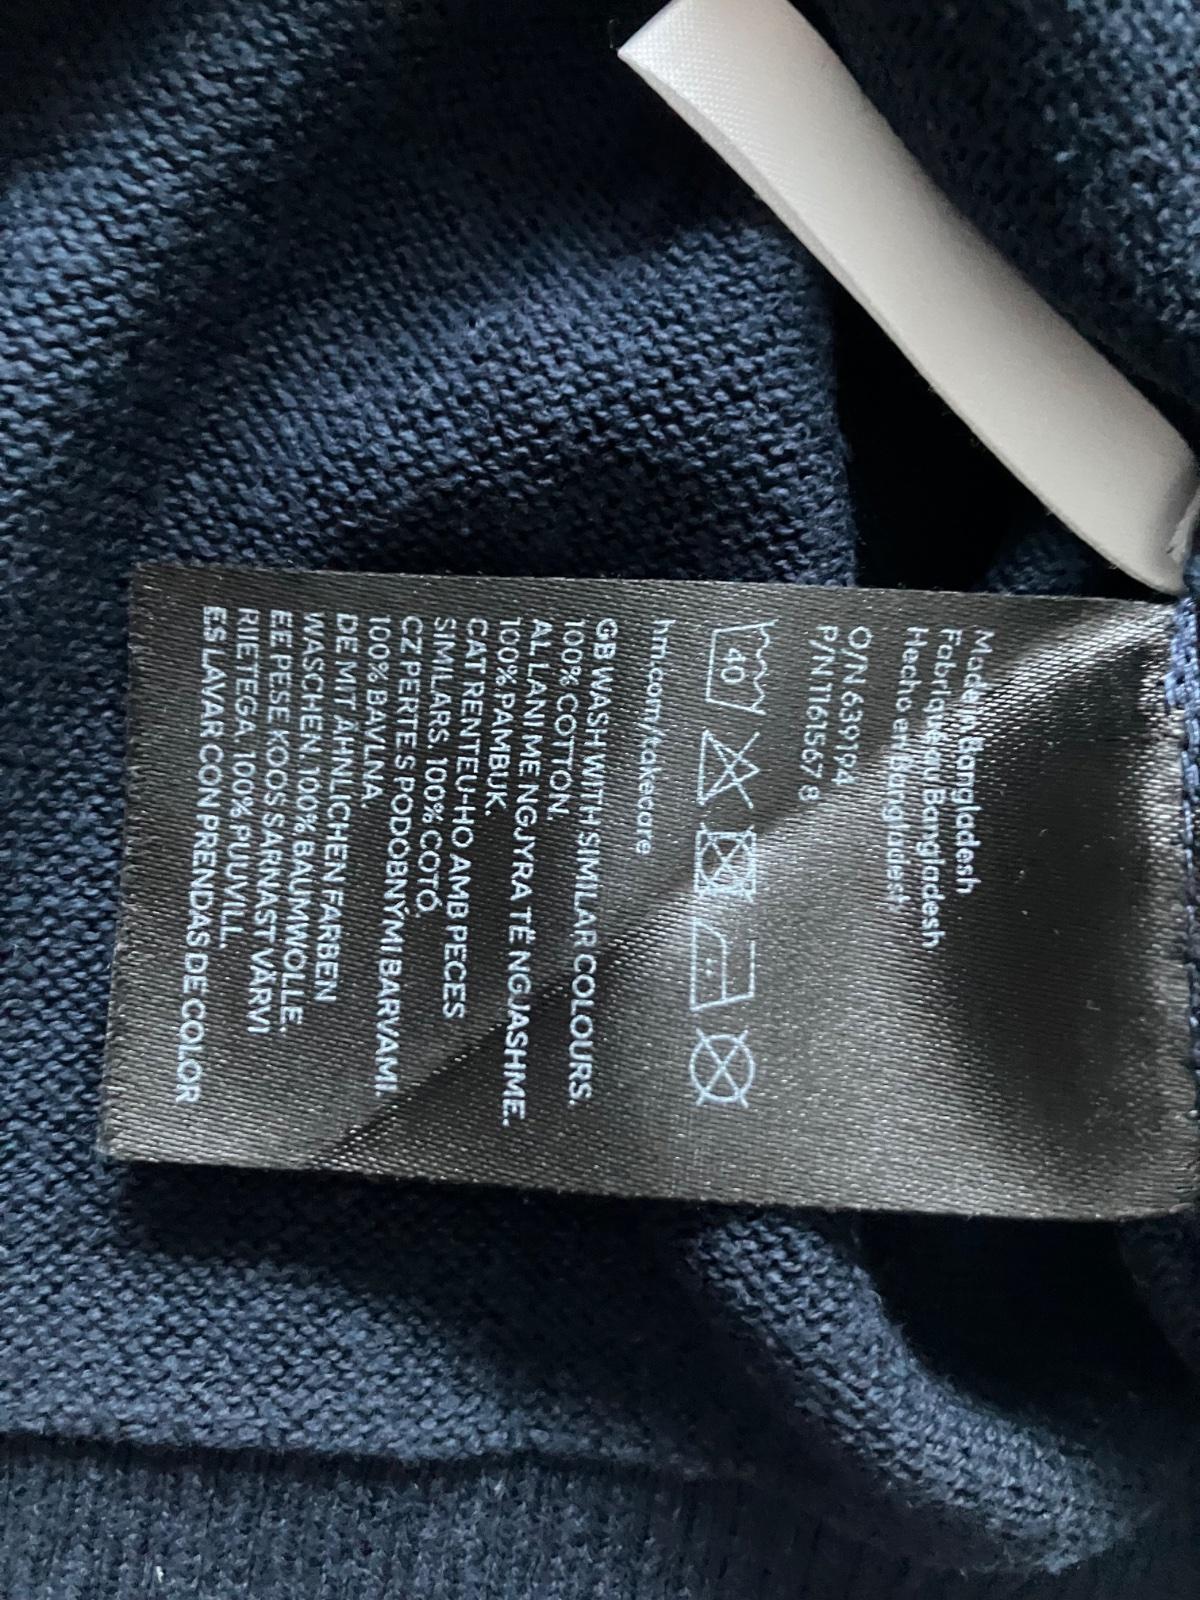 Made in Bangladesh
Fabriqué au Bangladesh
Hecho en Bangladesh
O/N 639194
P/N 1161567 8
40
hm.com/takecare
GB WASH WITH SIMILAR COLOURS.
100% COTTON.
AL LANI ME NGJYRA TË NGJASHME.
100% PAMBUK.
CAT RENTEU-HO AMB PECES
SIMILARS. 100% COTÓ.
CZ PERTE S PODOBNÝMI BARVAMI.
100% BAVLNA.
DE MIT ÄHNLICHEN FARBEN
WASCHEN. 100% BAUMWOLLE.
EE PESE KOOS SARNAST VÄRVI
RIIETEGA. 100% PUUVILL.
ES LAVAR CON PRENDAS DE COLOR